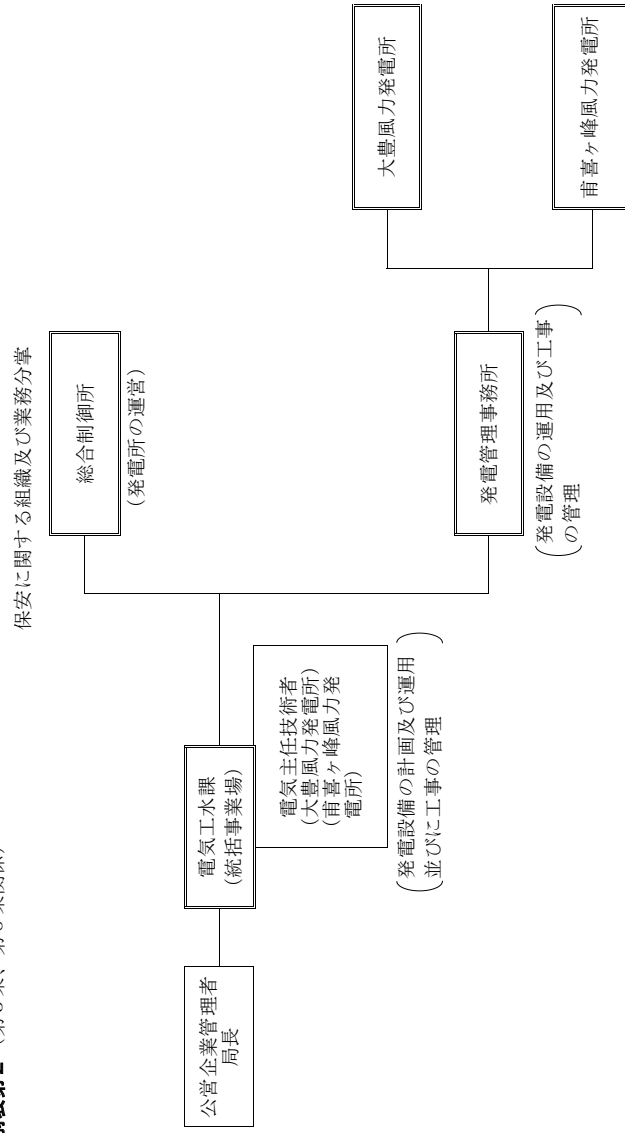 保安に関する組織及び業務分掌
公営企業管理者
局長
電気工水課
(統括事業場)
電気主任技術者
(大豊風力発電所)
(甫喜ヶ峰風力発
電所)
(発電設備の計画及び運用
並びに工事の管理)
総合制御所
(発電所の運営)
発電管理事務所
(発電設備の運用及び工事
の管理)
大豊風力発電所
甫喜ヶ峰風力発電所